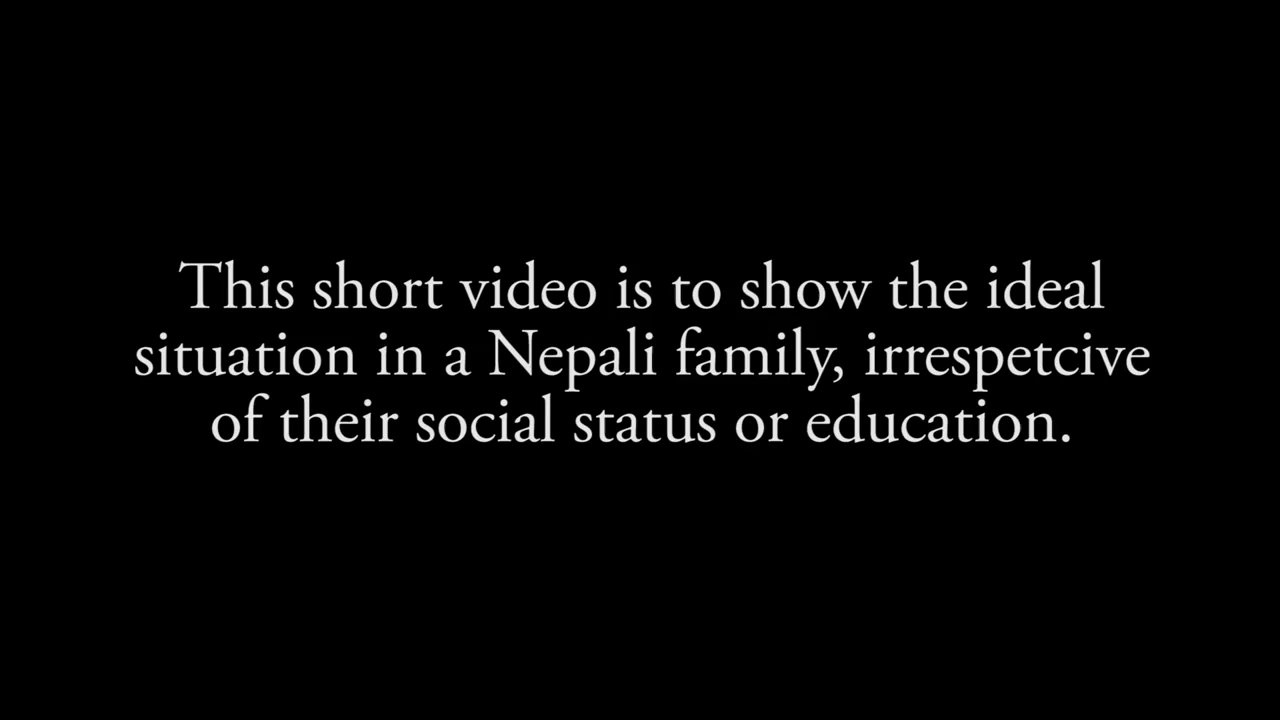 This short video is to show the ideal
situation in a Nepali family, irrespetcive
of their social status or education.